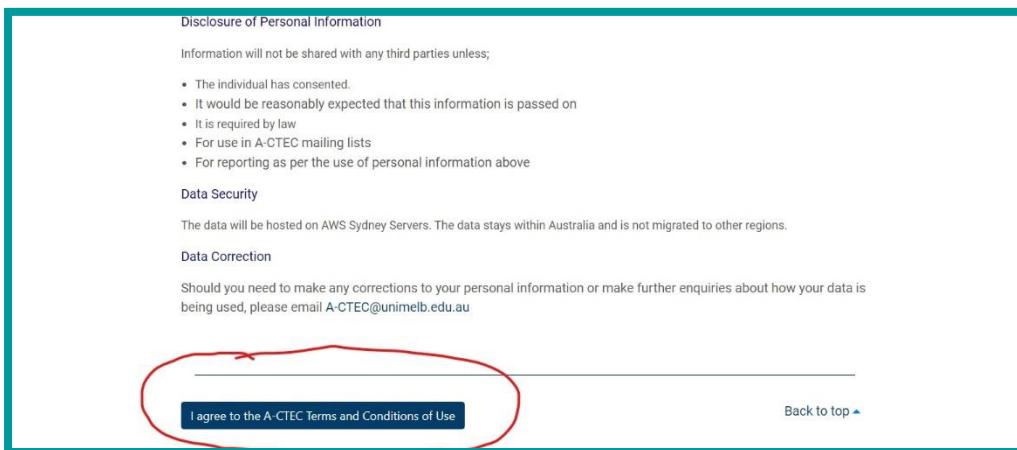 Disclosure of Personal Information
Information will not be shared with any third parties unless;
• The individual has consented.
• It would be reasonably expected that this information is passed on
• It is required by law
• For use in A-CTEC mailing lists
• For reporting as per the use of personal information above
Data Security
The data will be hosted on AWS Sydney Servers. The data stays within Australia and is not migrated to other regions.
Data Correction
Should you need to make any corrections to your personal information or make further enquiries about how your data is
being used, please email A-CTEC@unimelb.edu.au
I agree to the A-CTEC Terms and Conditions of Use
Back to top